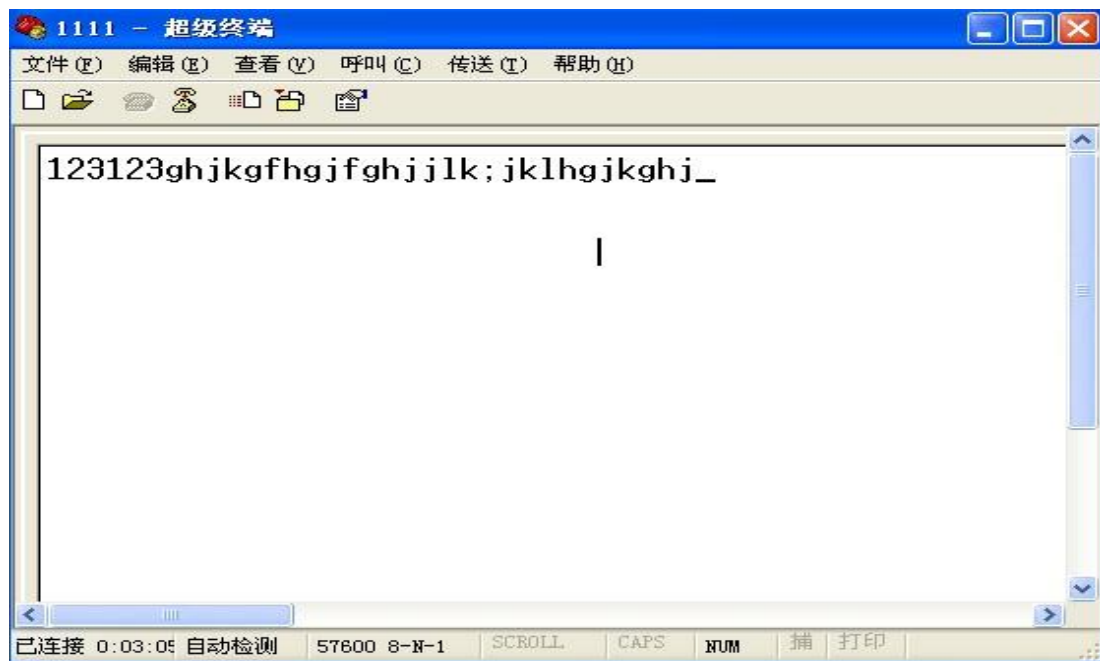 1111 - 超级终端
文件(F) 编辑(E) 查看(V) 呼叫(C) 传送(T) 帮助(H)
123123ghjkgfhgjfghjjlk;jklhgjkghj_
已连接 0:03:05 自动检测 57600 8-N-1 SCROLL CAPS NUM 捕 打印